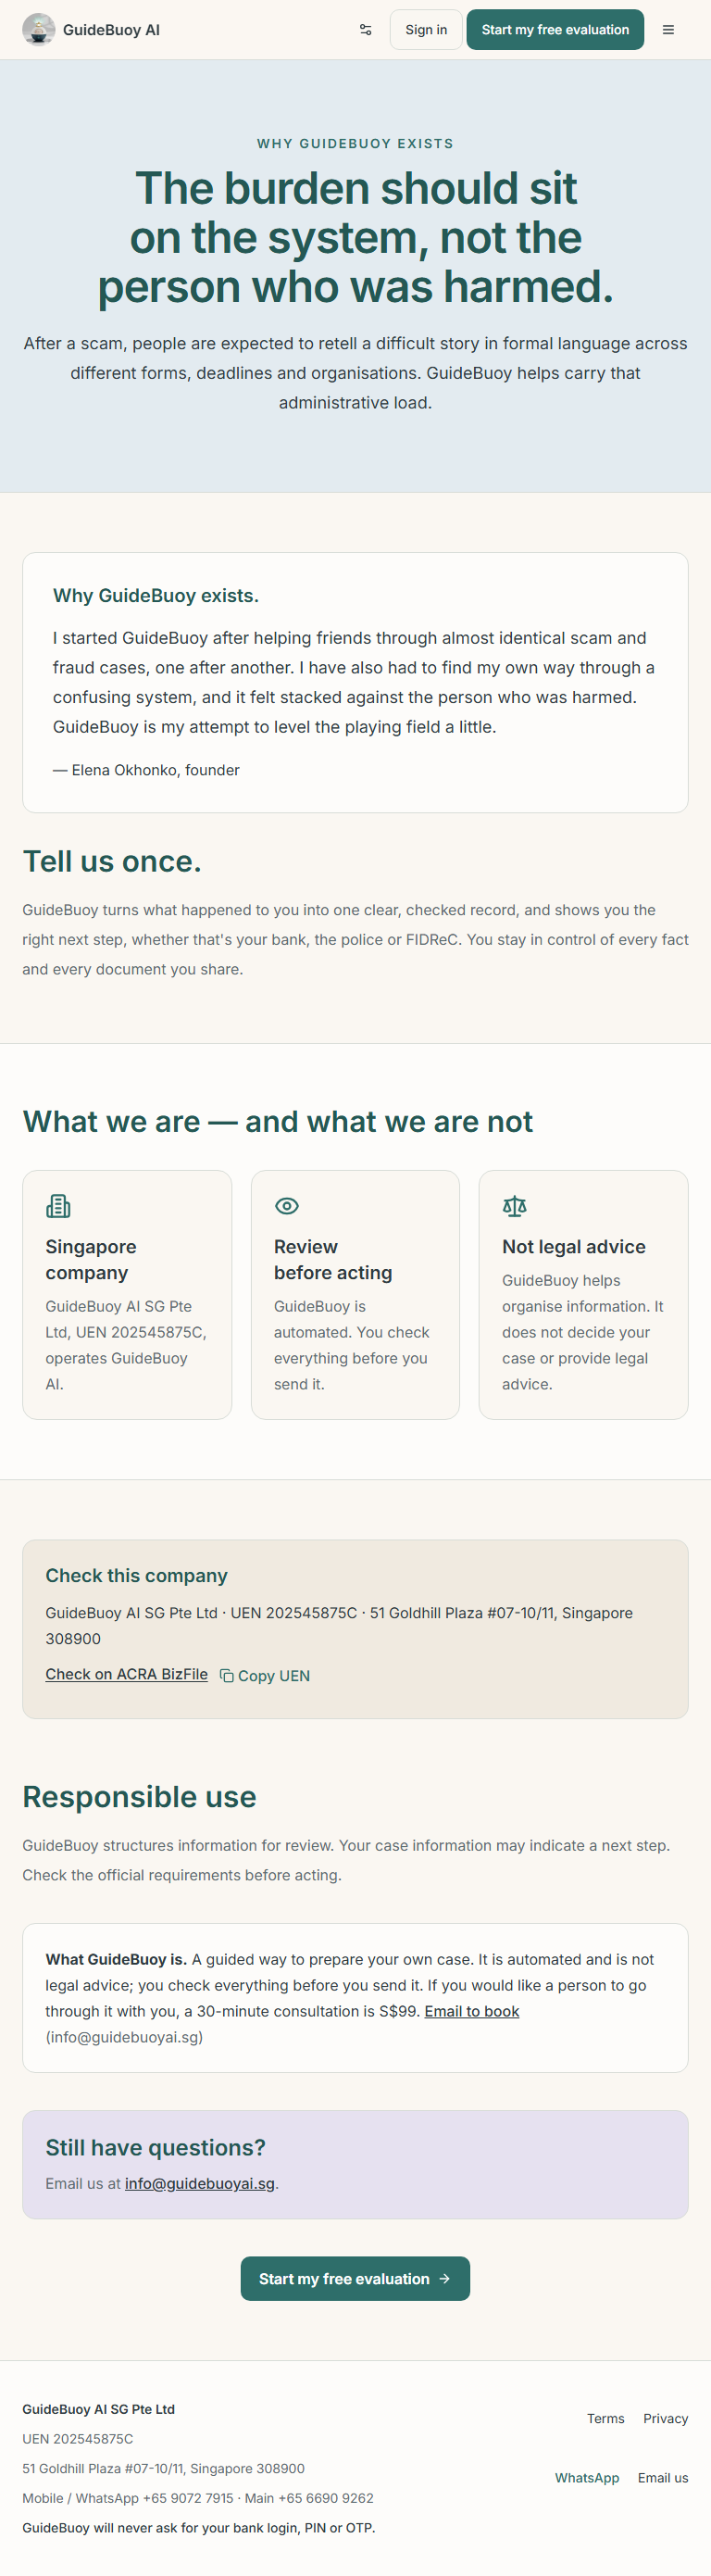 GuideBuoy AI
Sign in
Start my free evaluation
WHY GUIDEBUOY EXISTS
The burden should sit
on the system, not the
person who was harmed.
After a scam, people are expected to retell a difficult story in formal language across
different forms, deadlines and organisations. GuideBuoy helps carry that
administrative load.
Why GuideBuoy exists.
I started GuideBuoy after helping friends through almost identical scam and
fraud cases, one after another. I have also had to find my own way through a
confusing system, and it felt stacked against the person who was harmed.
GuideBuoy is my attempt to level the playing field a little.
— Elena Okhonko, founder
Tell us once.
GuideBuoy turns what happened to you into one clear, checked record, and shows you the
right next step, whether that's your bank, the police or FIDReC. You stay in control of every fact
and every document you share.
What we are — and what we are not
Singapore
company
GuideBuoy AI SG Pte
Ltd, UEN 202545875C,
operates GuideBuoy
AI.
Review
before acting
GuideBuoy is
automated. You check
everything before you
send it.
Not legal advice
GuideBuoy helps
organise information. It
does not decide your
case or provide legal
advice.
Check this company
GuideBuoy AI SG Pte Ltd · UEN 202545875C · 51 Goldhill Plaza #07-10/11, Singapore
308900
Check on ACRA BizFile
Copy UEN
Responsible use
GuideBuoy structures information for review. Your case information may indicate a next step.
Check the official requirements before acting.
What GuideBuoy is. A guided way to prepare your own case. It is automated and is not
legal advice; you check everything before you send it. If you would like a person to go
through it with you, a 30-minute consultation is S$99. Email to book
(info@guidebuoyai.sg)
Still have questions?
Email us at info@guidebuoyai.sg.
Start my free evaluation
GuideBuoy AI SG Pte Ltd
UEN 202545875C
51 Goldhill Plaza #07-10/11, Singapore 308900
Mobile / WhatsApp +65 9072 7915 · Main +65 6690 9262
GuideBuoy will never ask for your bank login, PIN or OTP.
Terms
Privacy
WhatsApp
Email us